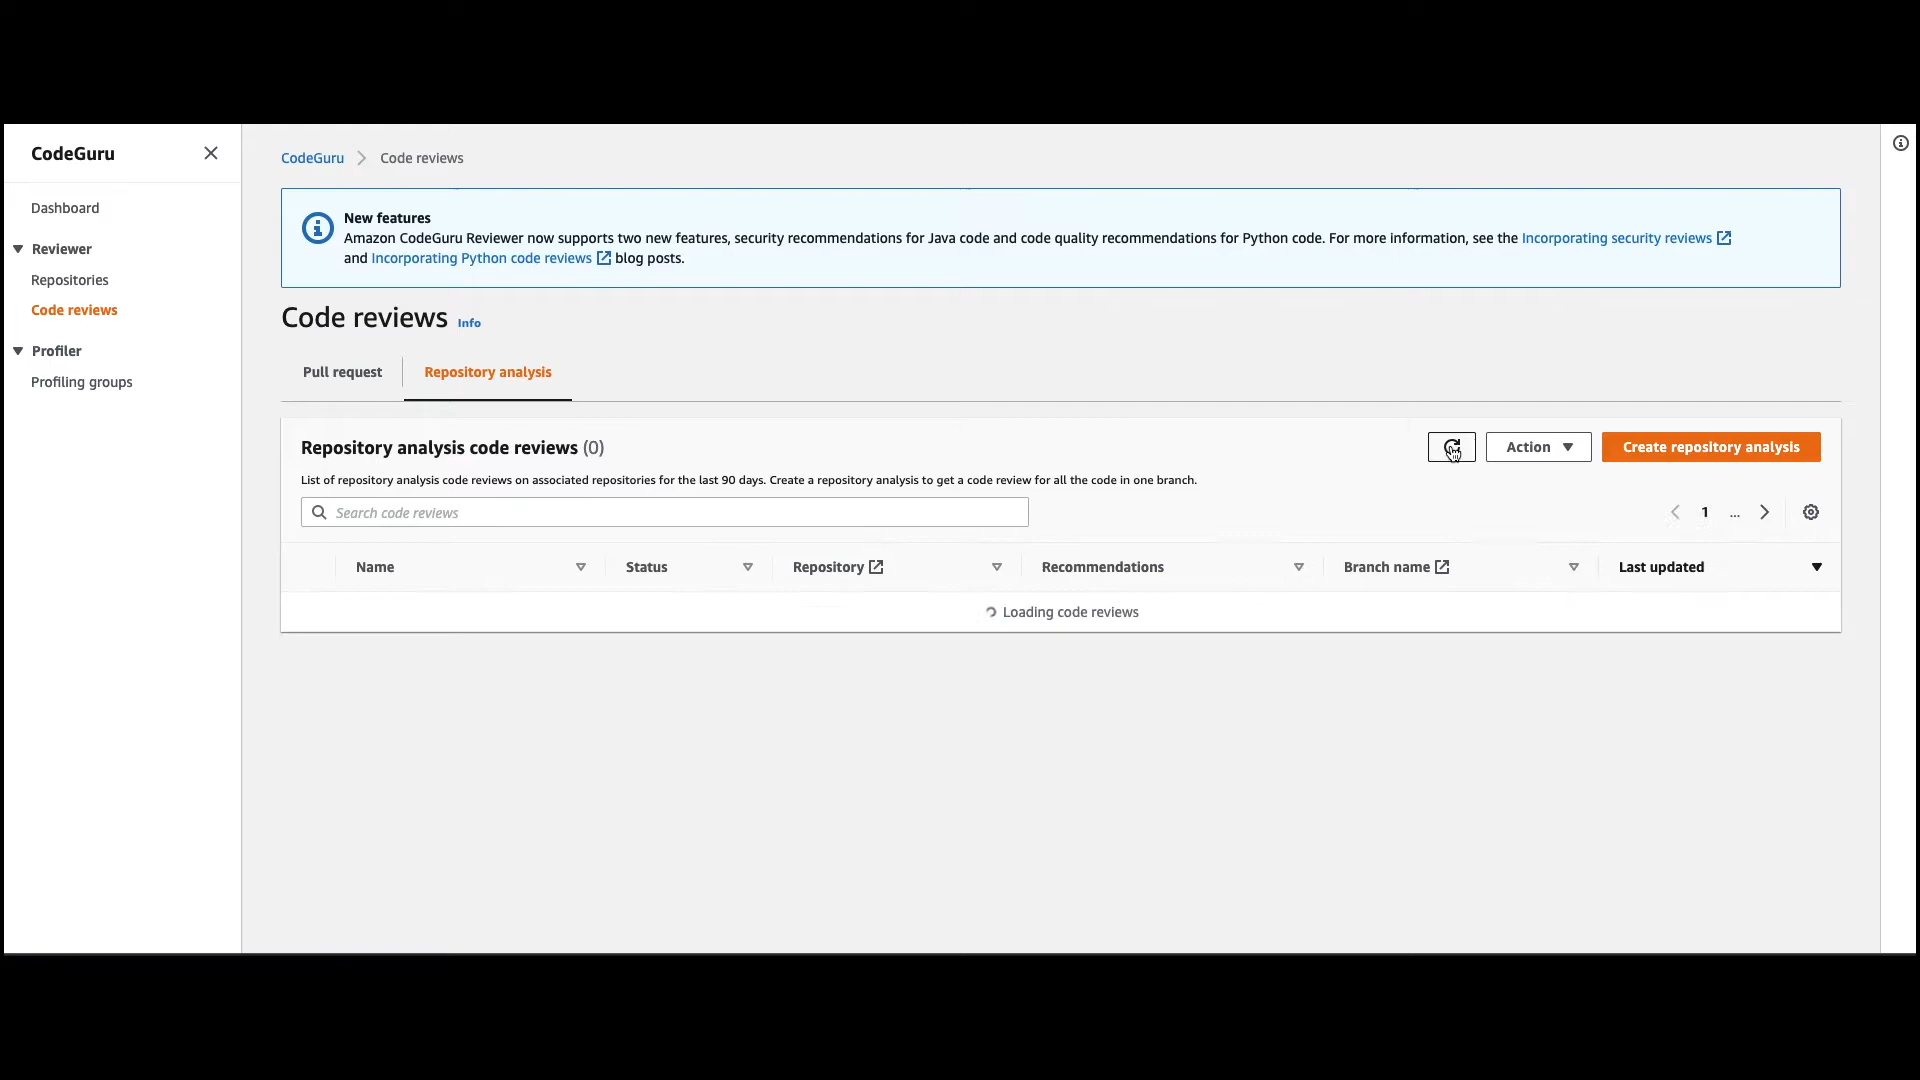 CodeGuru
Dashboard
Reviewer
Repositories
Code reviews
Profiler
Profiling groups
CodeGuru
Code reviews
New features
Amazon CodeGuru Reviewer now supports two new features, security recommendations for Java code and code quality recommendations for Python code. For more information, see the Incorporating security reviews
and Incorporating Python code reviews blog posts.
Code reviews Info
Pull request
Repository analysis
Repository analysis code reviews (0)
Action
Create repository analysis
List of repository analysis code reviews on associated repositories for the last 90 days. Create a repository analysis to get a code review for all the code in one branch.
Search code reviews
1 ...
Name Status Repository Recommendations Branch name Last updated
Loading code reviews